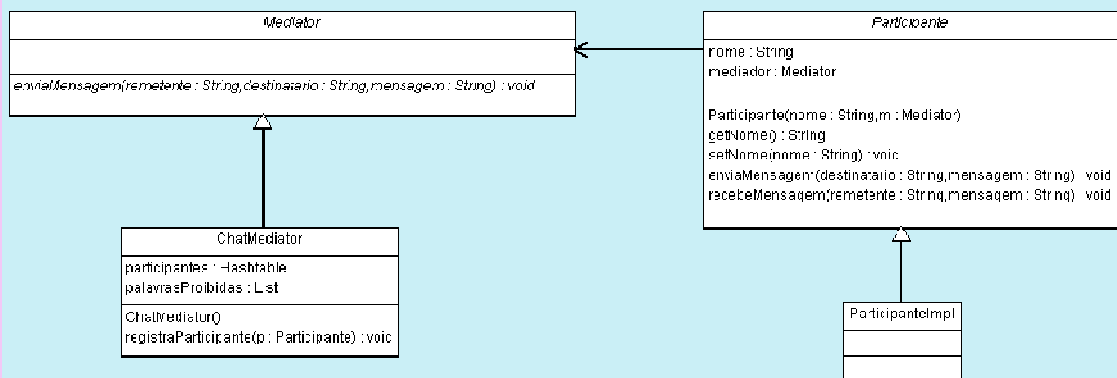 Mediator
enviaMensagem(remetente : String,destinatario : String,mensagem : String) : void
Participante
nome : String
mediador : Mediator
Participante(nome : String,m : Mediator)
getNome() : String
setNome(nome : String) : void
enviaMensagem(destinatario : String,mensagem : String) : void
recebeMensagem(remetente : String,mensagem : String) : void
ChatMediator
participantes : Hashtable
palavrasProibidas : List
ChatMediator()
registraParticipante(p : Participante) : void
ParticipanteImpl